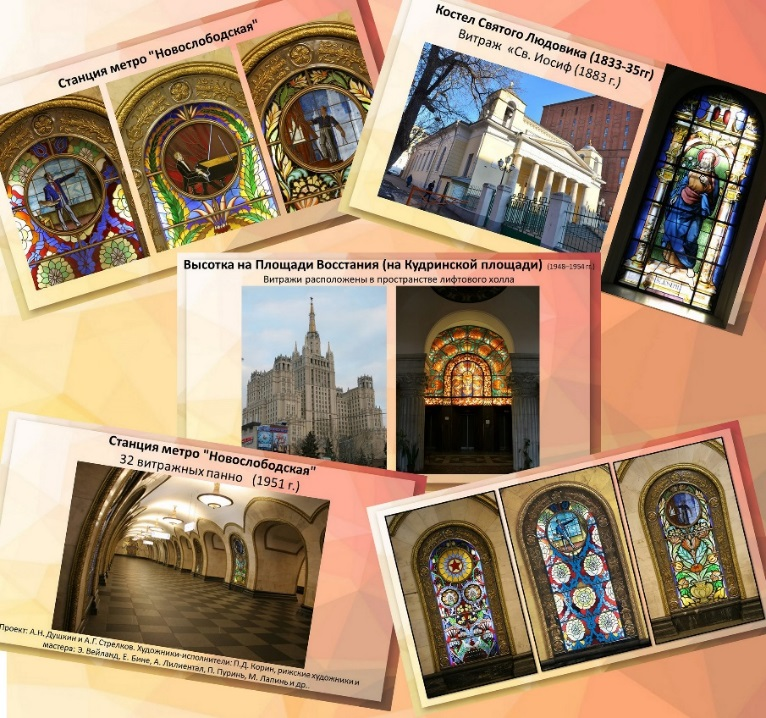 Станция метро "Новослободская"
Костел Святого Людовика (1833-35гг)
Витраж «Св. Иосиф (1883 г.)
Высотка на Площади Восстания (на Кудринской площади) (1948–1954 гг.)
Витражи расположены в пространстве лифтового холла
Станция метро "Новослободская"
32 витражных панно (1951 г.)
Проект: А.Н. Душкин и А.Г. Стрелков. Художники-исполнители: П.Д. Корин, рижские художники и
мастера: Э. Вейланд, Е. Бине, А. Лилиентал, П. Пуринь, М. Лапинь и др..